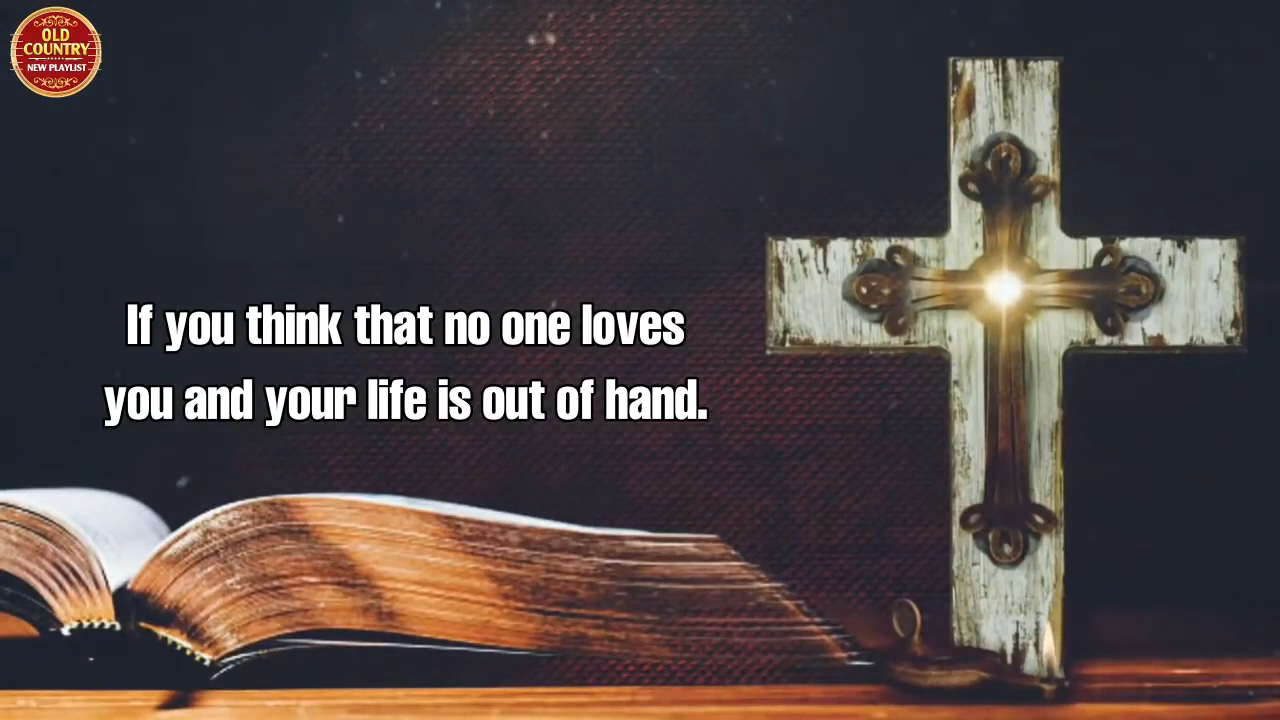 OLD
COUNTRY
NEW PLAYLIST
If you think that no one loves
you and your life is out of hand.